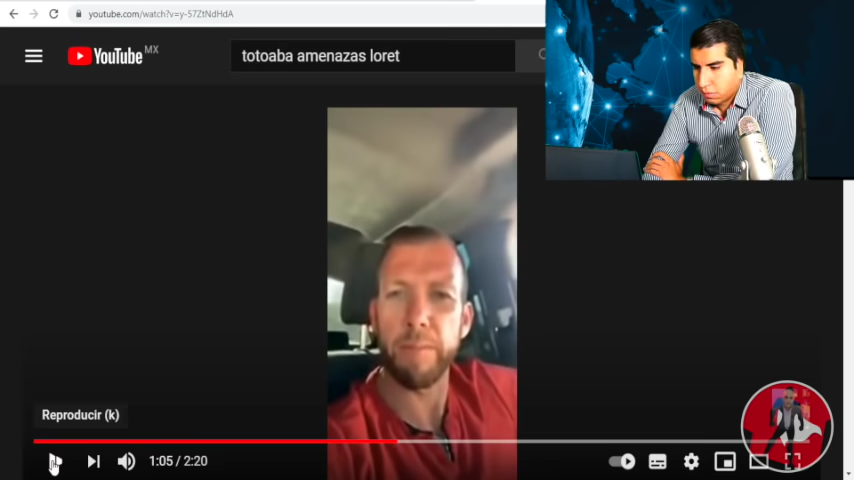 youtube.com/watch?v=y-57ZtNdHdA
YouTube MX
totoaba amenazas loret
Reproducir (k)
1:05 / 2:20